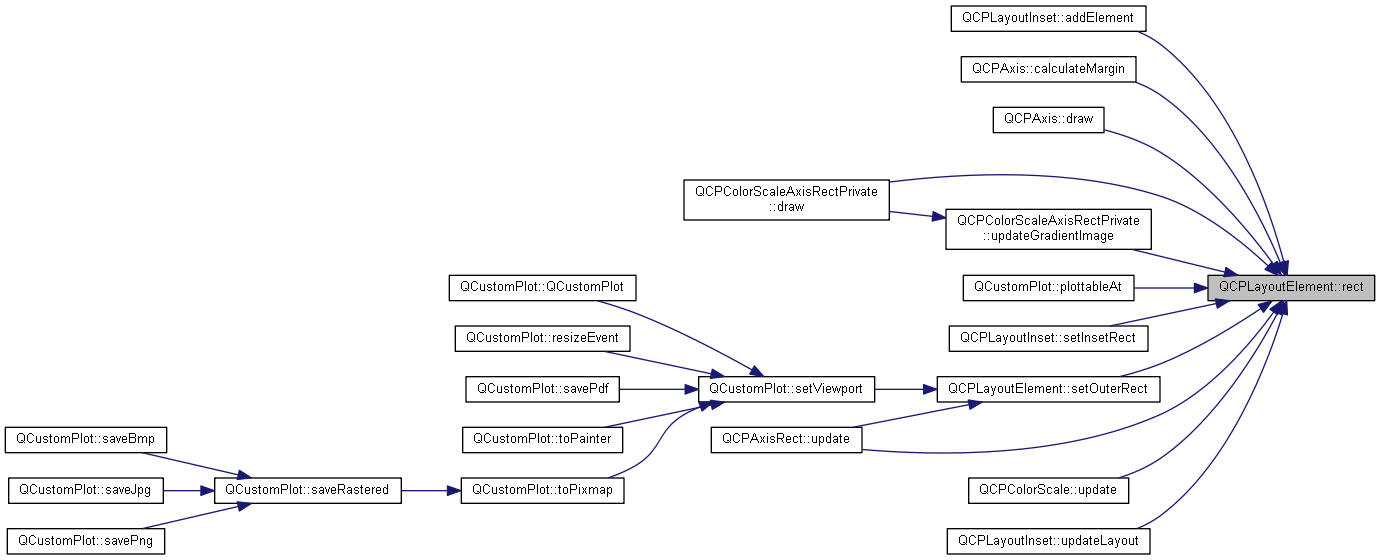 QCPLayoutInset::addElement
QCPAxis::calculateMargin
QCPAxis::draw
QCPColorScaleAxisRectPrivate
::draw
QCPColorScaleAxisRectPrivate
::updateGradientImage
QCustomPlot::QCustomPlot
QCustomPlot::plottableAt
QCPLayoutElement::rect
QCustomPlot::resizeEvent
QCPLayoutInset::setInsetRect
QCustomPlot::savePdf
QCustomPlot::setViewport
QCPLayoutElement::setOuterRect
QCustomPlot::saveBmp
QCustomPlot::toPainter
QCPAxisRect::update
QCustomPlot::saveJpg
QCustomPlot::saveRastered
QCustomPlot::toPixmap
QCPColorScale::update
QCustomPlot::savePng
QCPLayoutInset::updateLayout